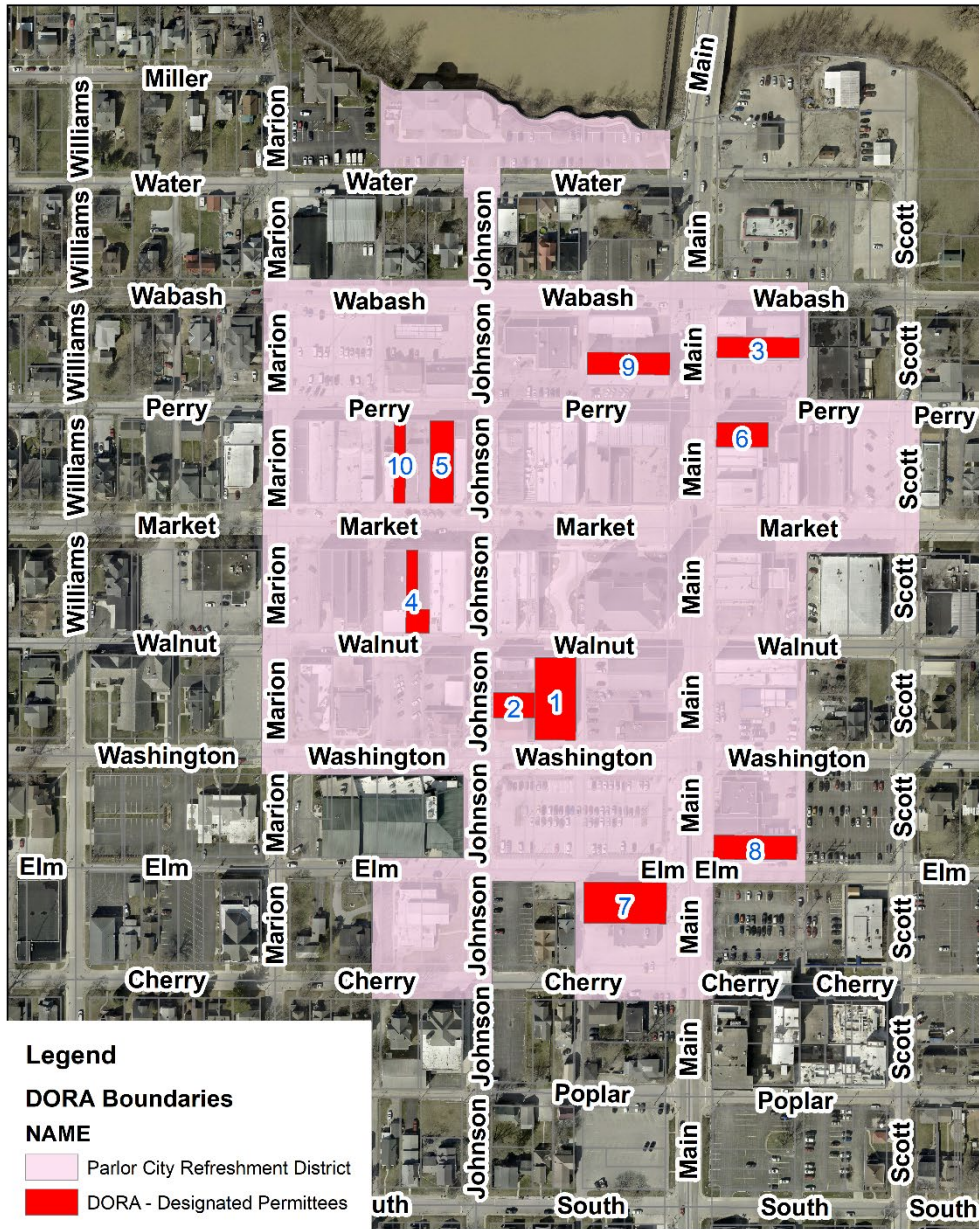 Main
Miller
Williams
Marion
Water
Water
Johnson
Williams
Marion
Main
Scott
Wabash
Wabash
Wabash
Wabash
Williams
Marion
Johnson
Main
Scott
9
3
Perry
Perry
Perry
Perry
Perry
Williams
Marion
10
5
Johnson
Main
6
Scott
Market
Market
Market
Market
Williams
Marion
4
Johnson
Main
Scott
Walnut
Walnut
Walnut
Walnut
Marion
Johnson
2
1
Main
Scott
Washington
Washington
Washington
Washington
Marion
Johnson
Main
Scott
8
Elm
Elm
Elm
Elm
Elm
Elm
Marion
Johnson
7
Main
Scott
Cherry
Cherry
Cherry
Cherry
Cherry
Johnson
Main
Scott
Poplar
Poplar
Johnson
Main
Scott
outh
South
South
South
Legend
DORA Boundaries
NAME
Parlor City Refreshment District
DORA - Designated Permittees